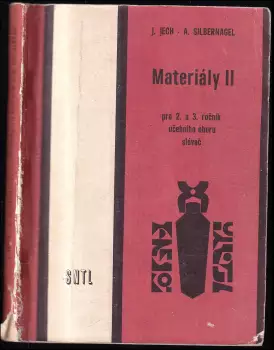 J. JECH - A. SILBERNAGEL
Materiály II
pro 2. a 3. ročník
učebního oboru
slévač
SNTL